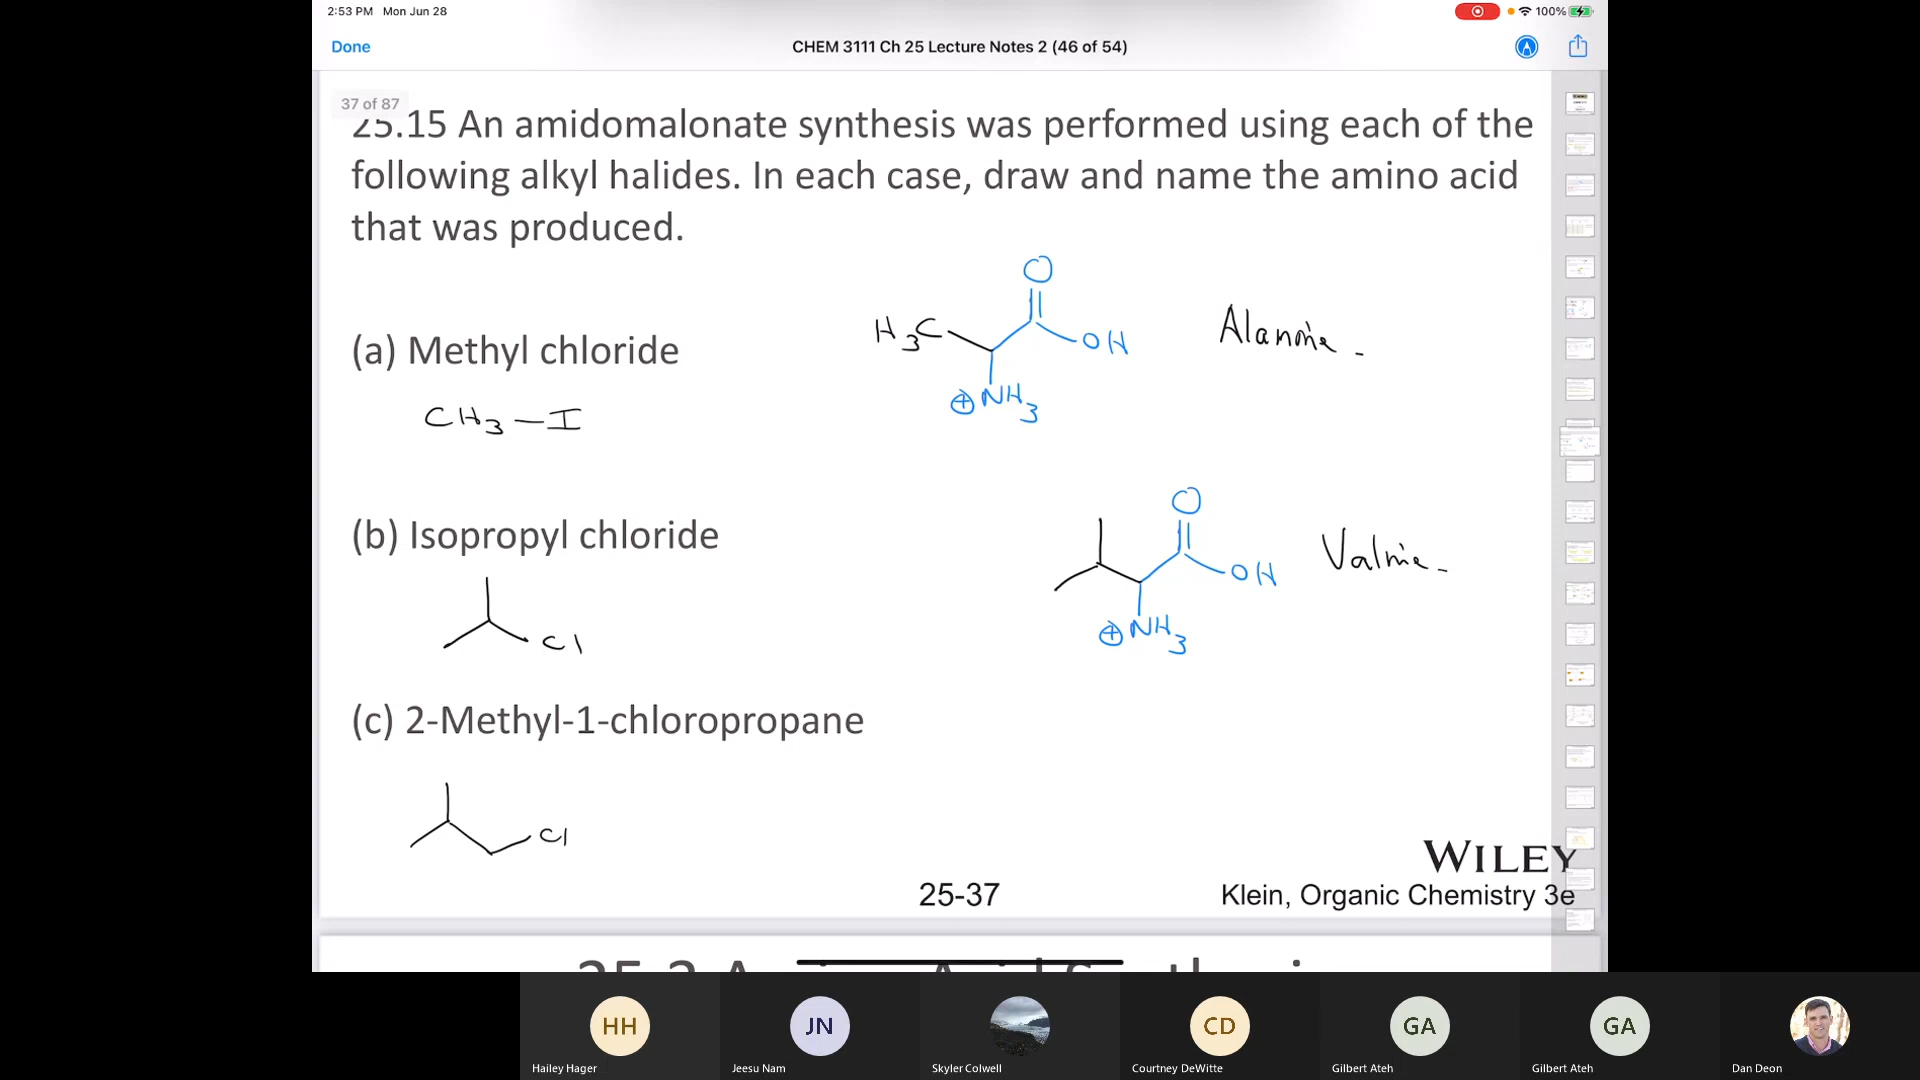 2:53 PM Mon Jun 28
100%
Done
CHEM 3111 Ch 25 Lecture Notes 2 (46 of 54)
37 of 87
25.15 An amidomalonate synthesis was performed using each of the
following alkyl halides. In each case, draw and name the amino acid
that was produced.
(a) Methyl chloride
CH3-I
O
H3C
OH
⊕NH3
Alanine.
(b) Isopropyl chloride
Cl
O
OH
⊕NH3
Valine.
(c) 2-Methyl-1-chloropropane
Cl
WILEY
25-37
Klein, Organic Chemistry 3e
HH
JN
CD
GA
GA
Hailey Hager
Jeesu Nam
Skyler Colwell
Courtney DeWitte
Gilbert Ateh
Gilbert Ateh
Dan Deon